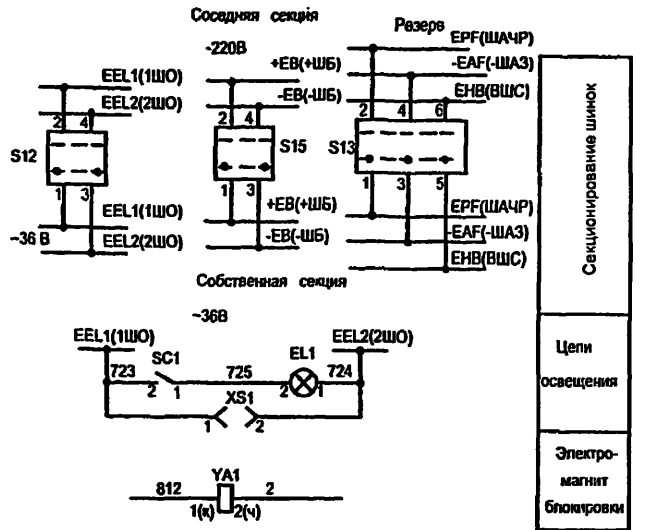 Соседняя секция
Резерв
~220В
EPF(ШАЧР)
+EB(+ШБ)
-EAF(-ШАЗ)
EEL1(1ШО)
-EB(-ШБ)
EHB(ВШС)
EEL2(2ШО)
2 4
2 4
2 4 6
S12
S15
S13
1 3
1 3
1 3 5
EEL1(1ШО)
+EB(+ШБ)
EPF(ШАЧР)
~36 В
EEL2(2ШО)
-EB(-ШБ)
-EAF(-ШАЗ)
EHB(ВШС)
Секционирование шинок
Собственная секция
~36В
EEL1(1ШО)
EEL2(2ШО)
SC1
EL1
723
725
724
2 1
2 1
XS1
1 2
Цепи
освещения
YA1
812
2
1(к) 2(ч)
Электро-
магнит
блокировки